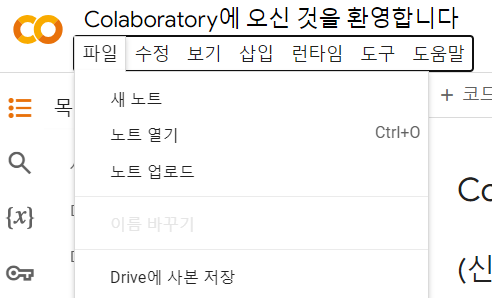 Colaboratory에 오신 것을 환영합니다
파일 수정 보기 삽입 런타임 도구 도움말
목
+ 코드
새 노트
노트 열기 Ctrl+O
노트 업로드
이름 바꾸기
Drive에 사본 저장
{x}
Co
(신